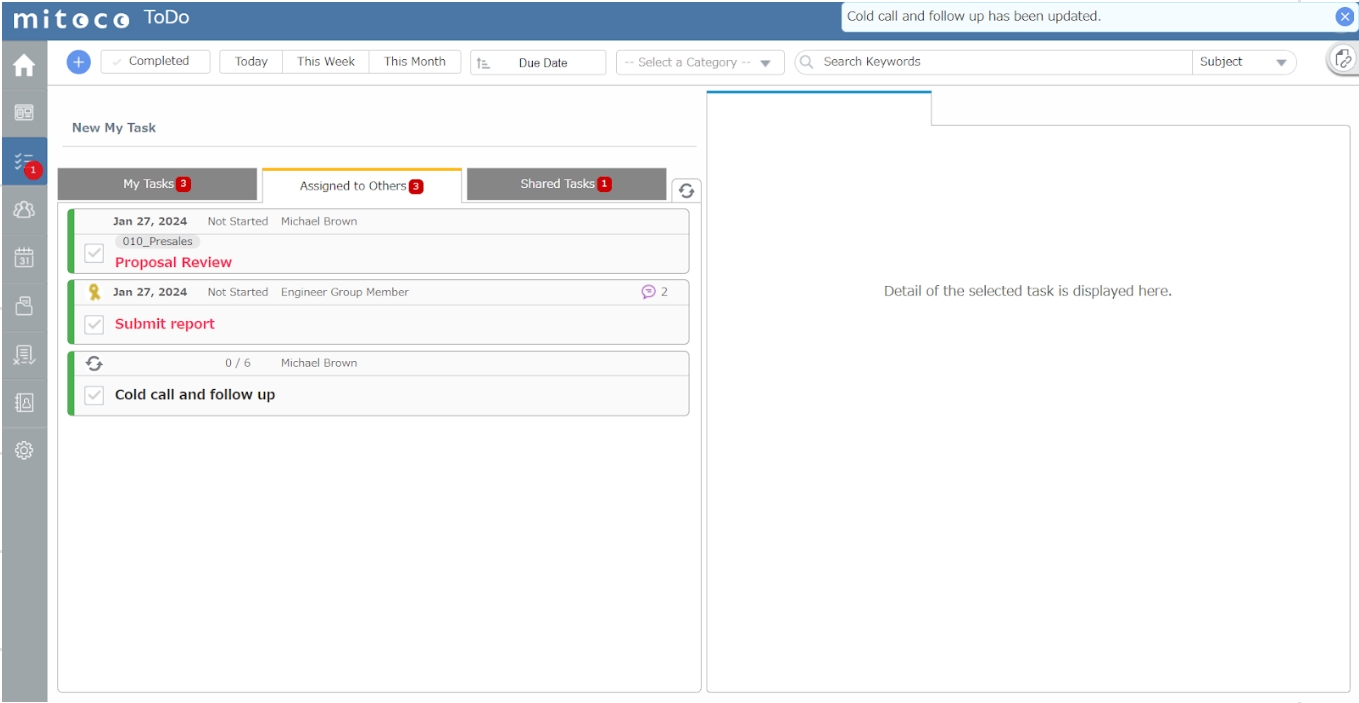 mitoco ToDo
Cold call and follow up has been updated.
Completed Today This Week This Month Due Date -- Select a Category -- Search Keywords Subject
New My Task
1
My Tasks 3 Assigned to Others 3 Shared Tasks 1
Jan 27, 2024 Not Started Michael Brown
010_Presales
Proposal Review
31
Jan 27, 2024 Not Started Engineer Group Member 2
Submit report
0 / 6 Michael Brown
Cold call and follow up
Detail of the selected task is displayed here.